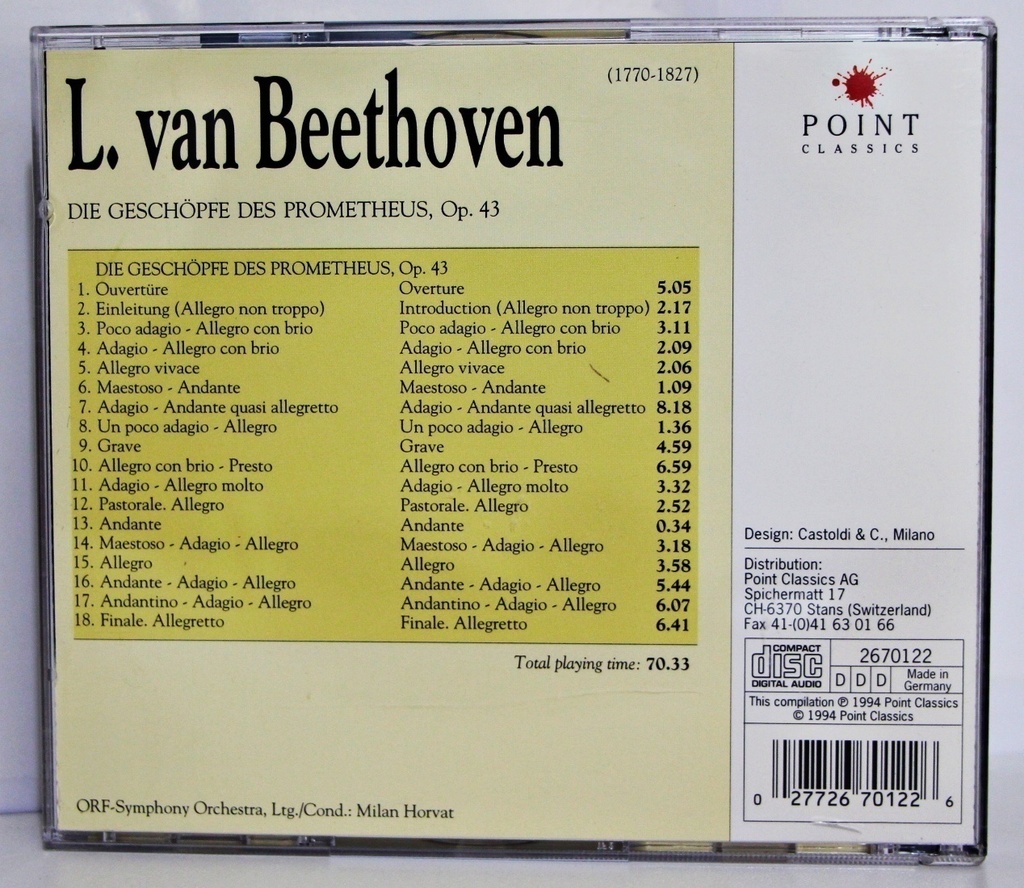 L. van Beethoven
(1770-1827)
DIE GESCHÖPFE DES PROMETHEUS, Op. 43
DIE GESCHÖPFE DES PROMETHEUS, Op. 43
1. Ouvertüre Overture 5.05
2. Einleitung (Allegro non troppo) Introduction (Allegro non troppo) 2.17
3. Poco adagio - Allegro con brio Poco adagio - Allegro con brio 3.11
4. Adagio - Allegro con brio Adagio - Allegro con brio 2.09
5. Allegro vivace Allegro vivace 2.06
6. Maestoso - Andante Maestoso - Andante 1.09
7. Adagio - Andante quasi allegretto Adagio - Andante quasi allegretto 8.18
8. Un poco adagio - Allegro Un poco adagio - Allegro 1.36
9. Grave Grave 4.59
10. Allegro con brio - Presto Allegro con brio - Presto 6.59
11. Adagio - Allegro molto Adagio - Allegro molto 3.32
12. Pastorale. Allegro Pastorale. Allegro 2.52
13. Andante Andante 0.34
14. Maestoso - Adagio - Allegro Maestoso - Adagio - Allegro 3.18
15. Allegro Allegro 3.58
16. Andante - Adagio - Allegro Andante - Adagio - Allegro 5.44
17. Andantino - Adagio - Allegro Andantino - Adagio - Allegro 6.07
18. Finale. Allegretto Finale. Allegretto 6.41
Total playing time: 70.33
ORF-Symphony Orchestra, Ltg./Cond.: Milan Horvat
POINT
CLASSICS
Design: Castoldi & C., Milano
Distribution:
Point Classics AG
Spichermatt 17
CH-6370 Stans (Switzerland)
Fax 41-(0)41 63 01 66
COMPACT
disc
DIGITAL AUDIO
2670122
D D D
Made in
Germany
This compilation ℗ 1994 Point Classics
© 1994 Point Classics
0 27726 70122 6